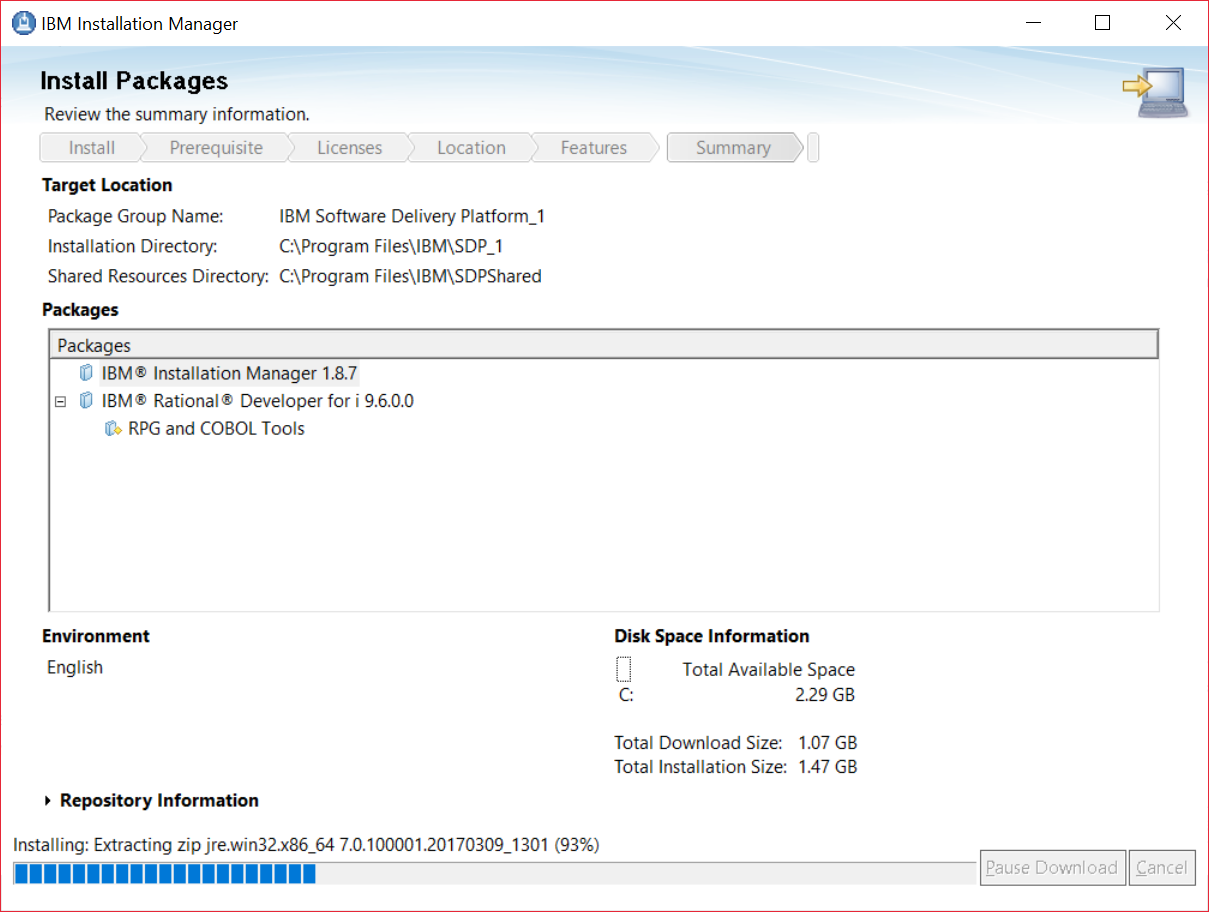 IBM Installation Manager
Install Packages
Review the summary information.
Install Prerequisite Licenses Location Features Summary
Target Location
Package Group Name: IBM Software Delivery Platform_1
Installation Directory: C:\Program Files\IBM\SDP_1
Shared Resources Directory: C:\Program Files\IBM\SDPShared
Packages
Packages
IBM® Installation Manager 1.8.7
IBM® Rational® Developer for i 9.6.0.0
RPG and COBOL Tools
Environment
English
Disk Space Information
Total Available Space
C: 2.29 GB
Total Download Size: 1.07 GB
Total Installation Size: 1.47 GB
Repository Information
Installing: Extracting zip jre.win32.x86_64 7.0.100001.20170309_1301 (93%)
Pause Download Cancel